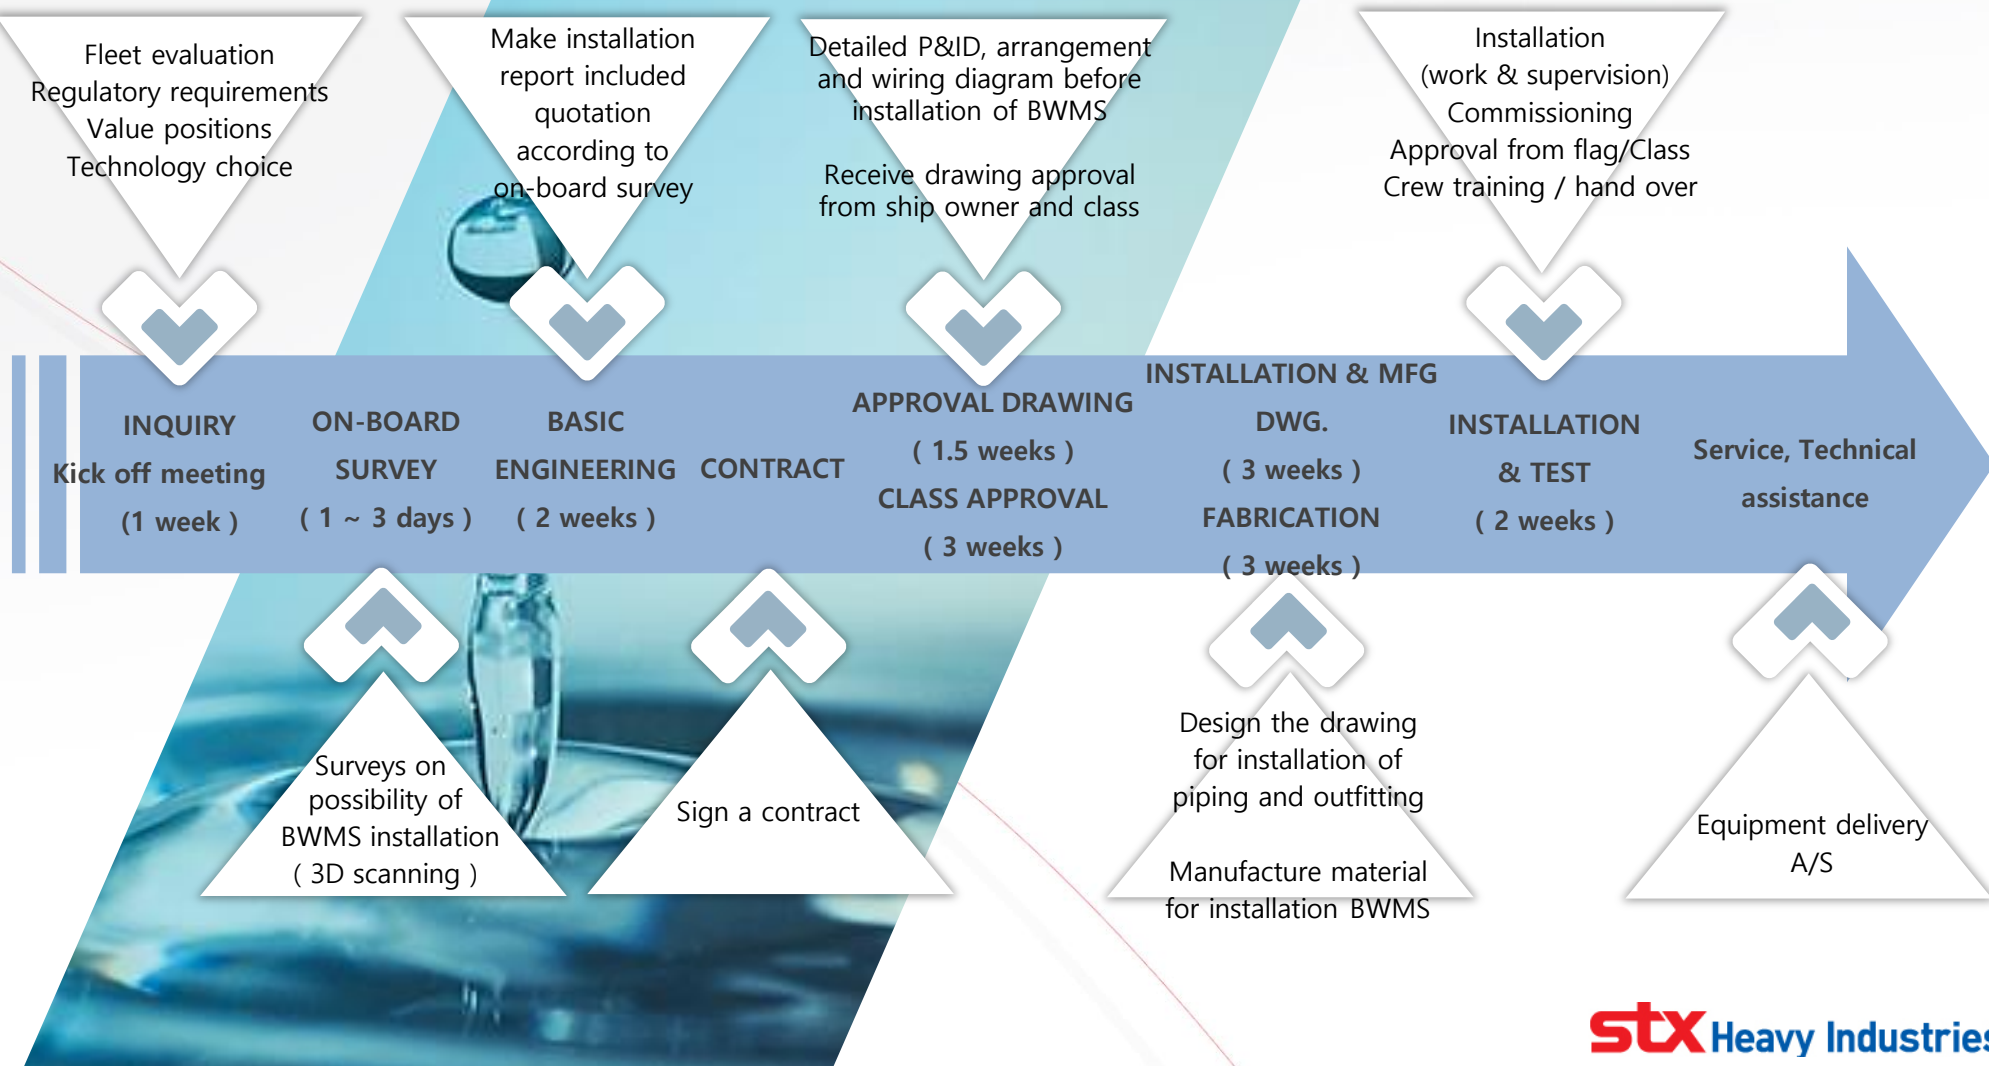 Fleet evaluation
Regulatory requirements
Value positions
Technology choice
Make installation
report included
quotation
according to
on-board survey
Detailed P&ID, arrangement
and wiring diagram before
installation of BWMS
Receive drawing approval
from ship owner and class
Installation
(work & supervision)
Commissioning
Approval from flag/Class
Crew training / hand over
INQUIRY
Kick off meeting
(1 week )
ON-BOARD
SURVEY
( 1 ~ 3 days )
BASIC
ENGINEERING
( 2 weeks )
CONTRACT
APPROVAL DRAWING
( 1.5 weeks )
CLASS APPROVAL
( 3 weeks )
INSTALLATION & MFG
DWG.
( 3 weeks )
FABRICATION
( 3 weeks )
INSTALLATION
& TEST
( 2 weeks )
Service, Technical
assistance
Surveys on
possibility of
BWMS installation
( 3D scanning )
Sign a contract
Design the drawing
for installation of
piping and outfitting
Manufacture material
for installation BWMS
Equipment delivery
A/S
stx Heavy Industries